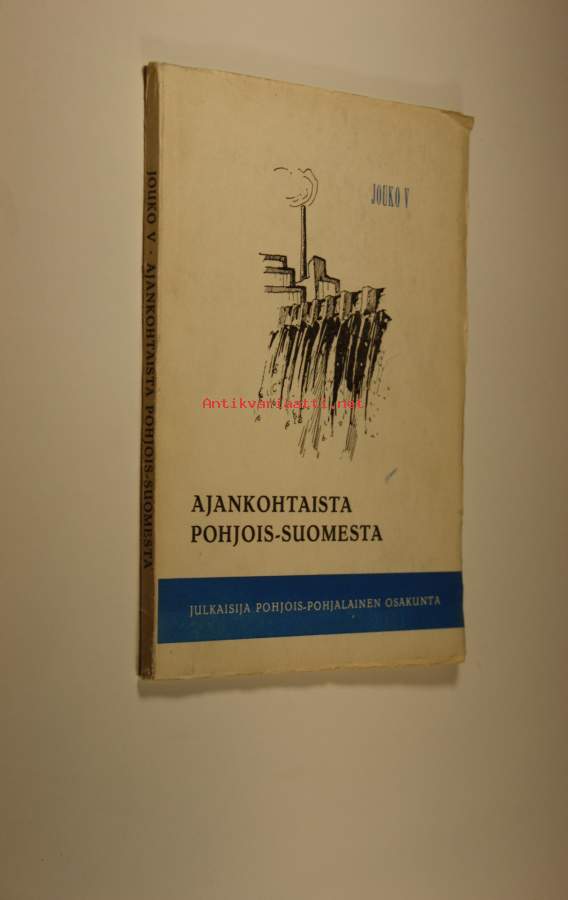 JOUKO V · AJANKOHTAISTA POHJOIS-SUOMESTA
JOUKO V
Antikvariaatti.net
AJANKOHTAISTA
POHJOIS-SUOMESTA
JULKAISIJA POHJOIS-POHJALAINEN OSAKUNTA